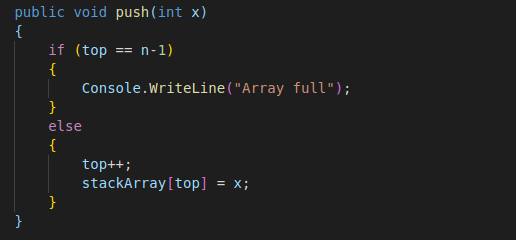 public void push(int x)
{
    if (top == n-1)
    {
        Console.WriteLine("Array full");
    }
    else
    {
        top++;
        stackArray[top] = x;
    }
}